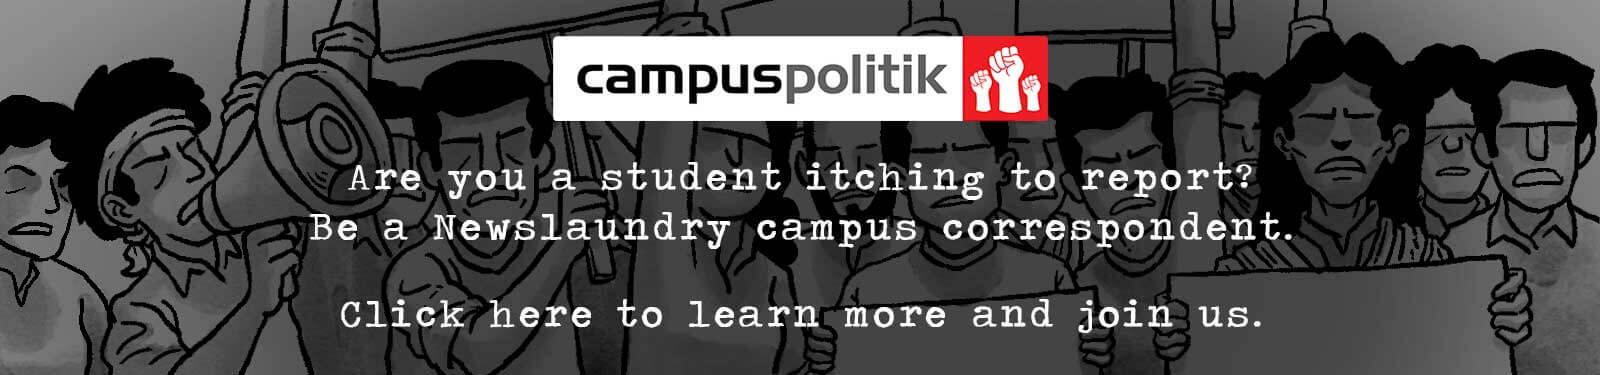 campuspolitik
Are you a student itching to report?
Be a Newslaundry campus correspondent.
Click here to learn more and join us.